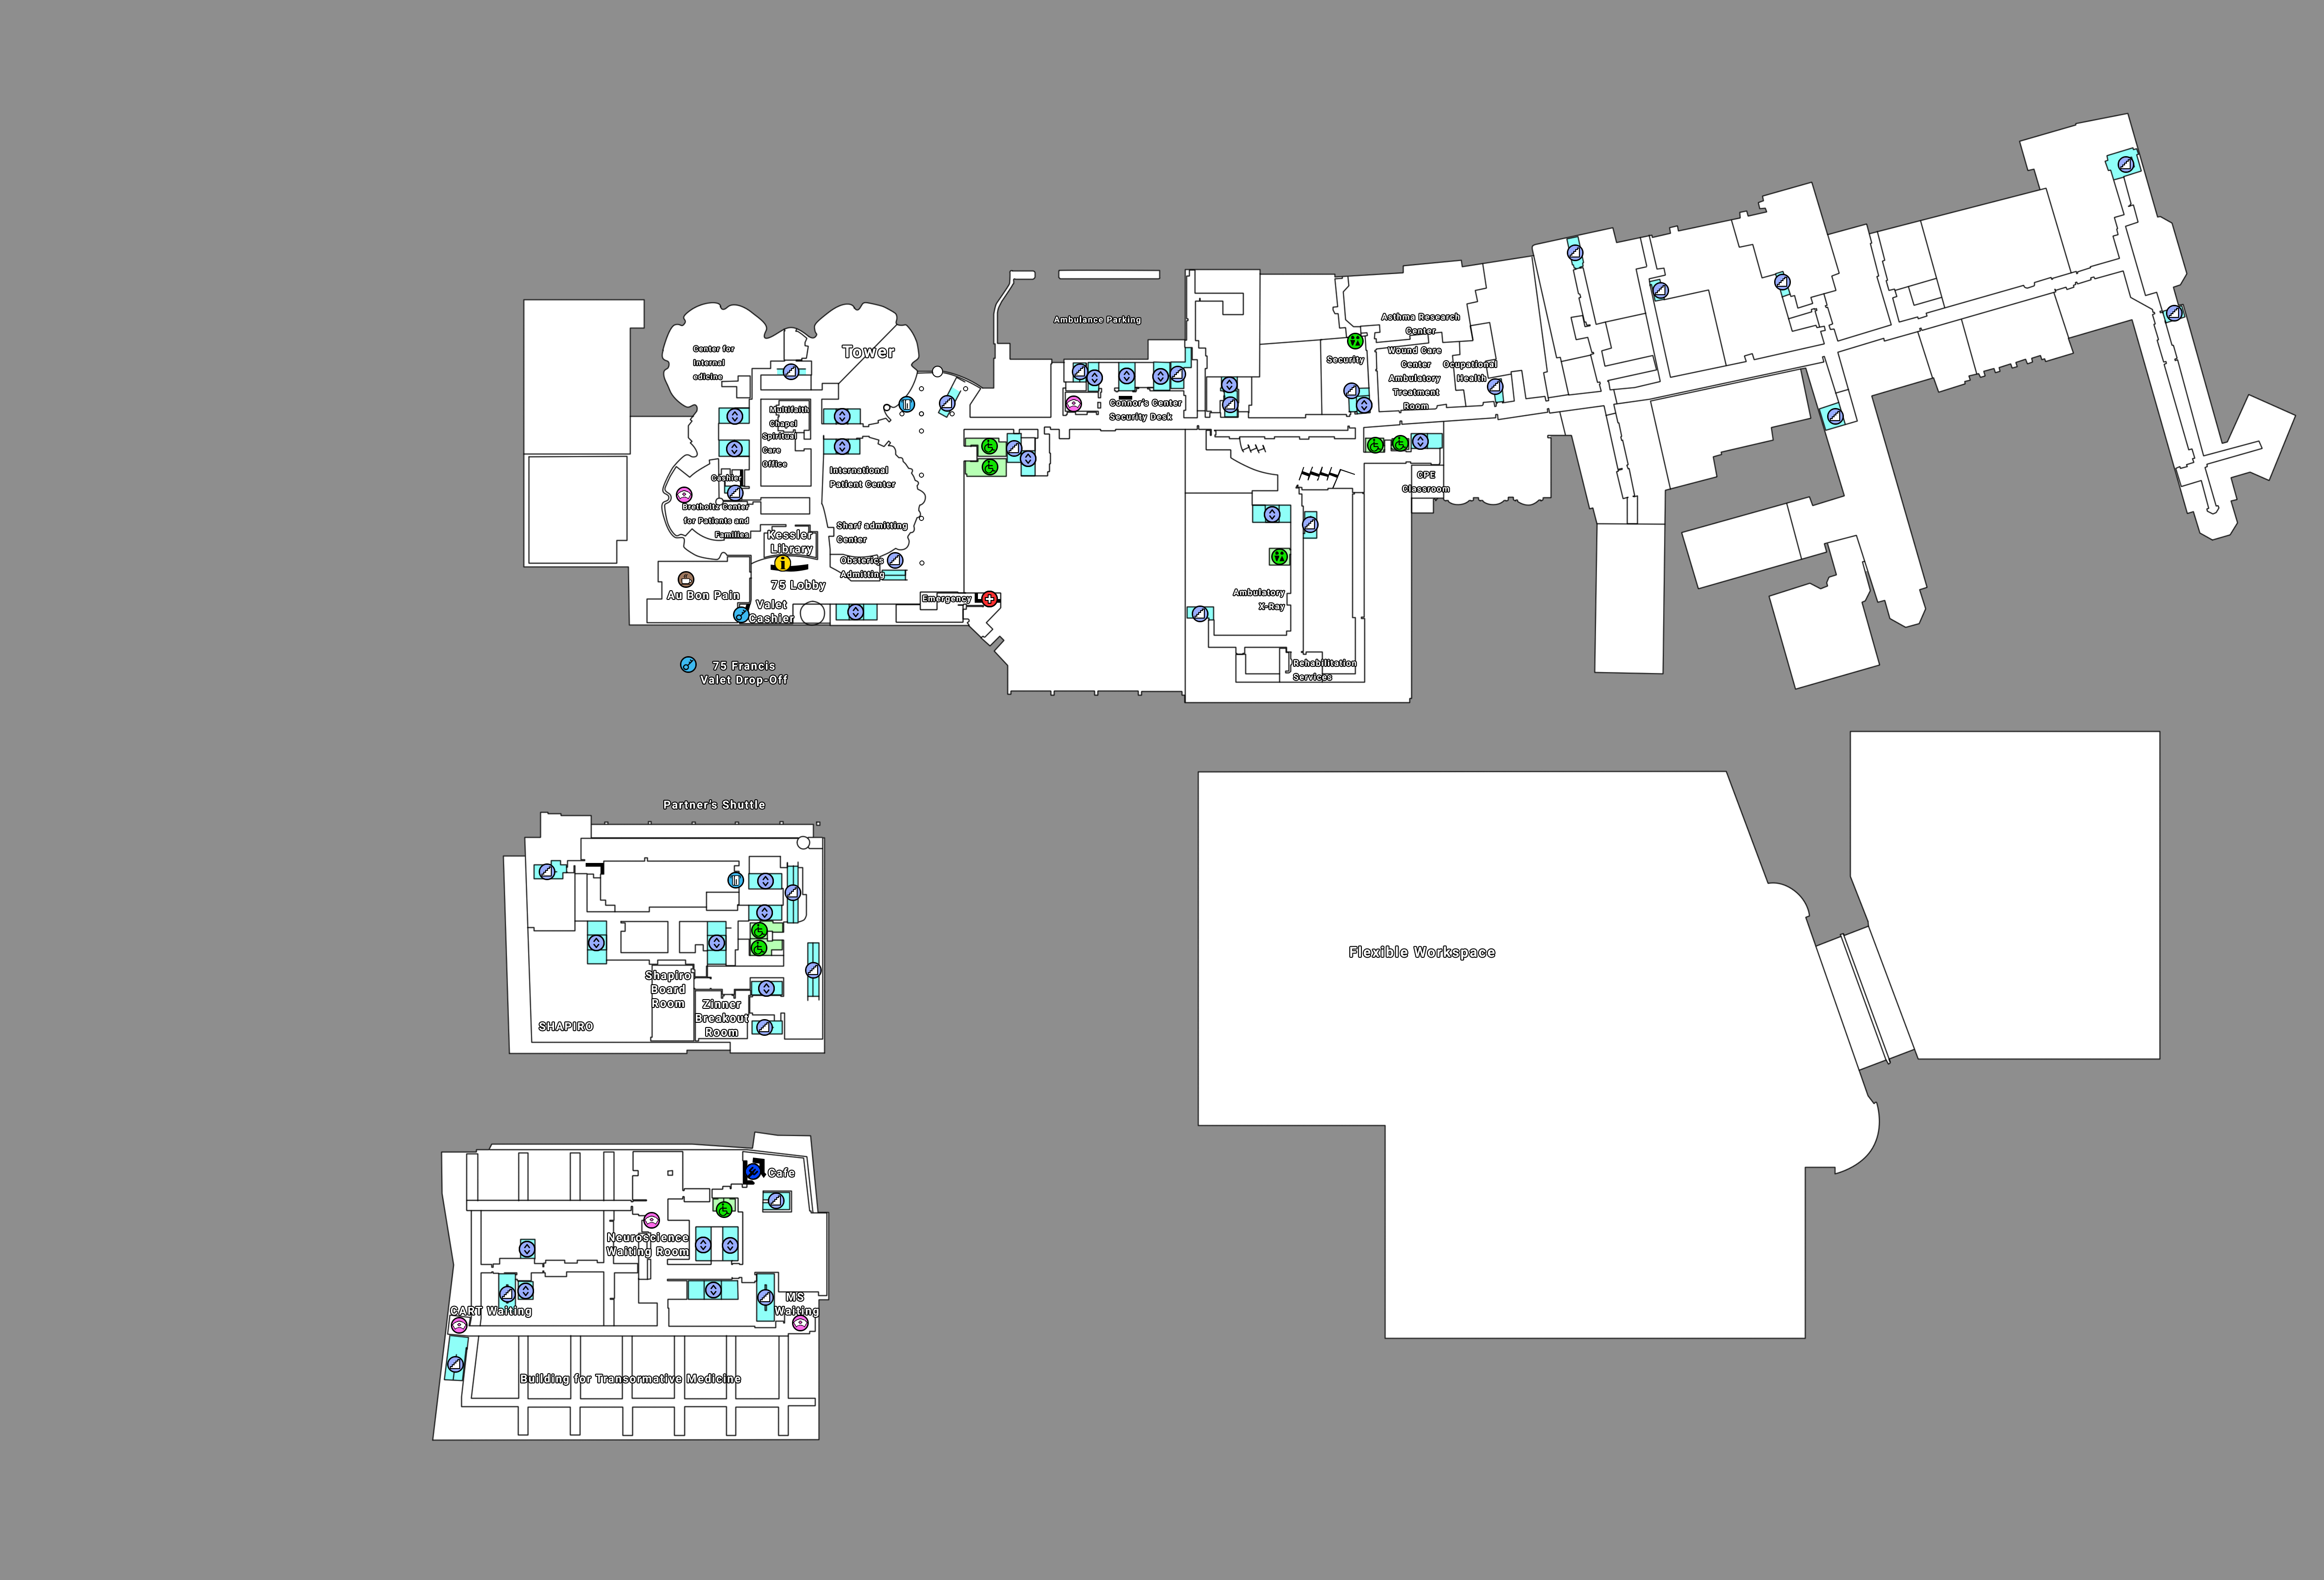 Ambulance Parking
Tower
Center for
Internal
edicine
Multifaith
Chapel
Spiritual
Care
Office
Cashier
Bretholtz Center
for Patients and
Families
International
Patient Center
Sharf admitting
Center
Obsterics
Admitting
Kessler
Library
75 Lobby
Au Bon Pain
Valet
Cashier
Emergency
75 Francis
Valet Drop-Off
Connor's Center
Security Desk
Security
Asthma Research
Center
Wound Care
Center
Ambulatory
Treatment
Room
Ocupational
Health
CPE
Classroom
Ambulatory
X-Ray
Rehabilitation
Services
Partner's Shuttle
Shapiro
Board
Room
Zinner
Breakout
Room
SHAPIRO
Flexible Workspace
Cafe
Neuroscience
Waiting Room
CART Waiting
MS
Waiting
Building for Transormative Medicine